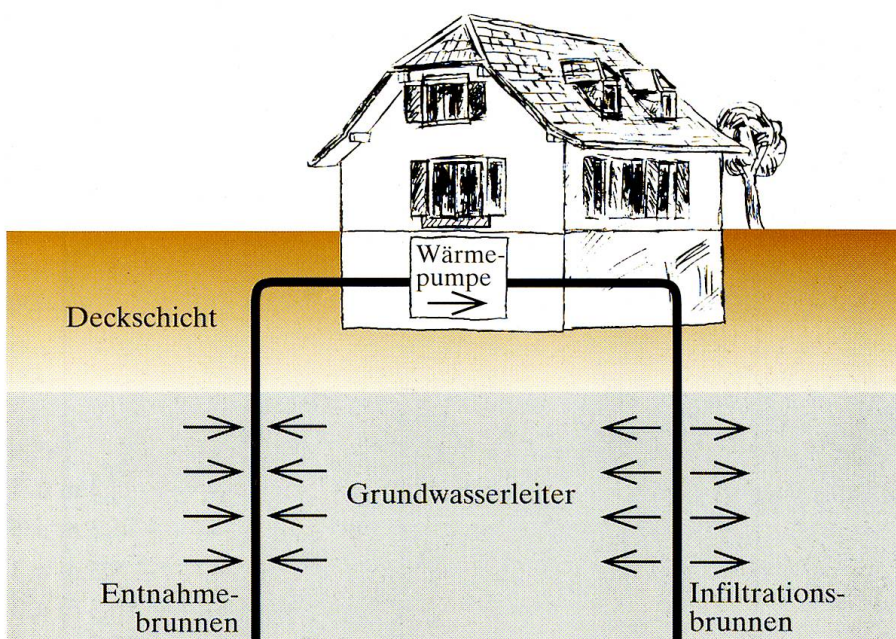 Wärme-
pumpe
Deckschicht
Grundwasserleiter
Entnahme-
brunnen
Infiltrations-
brunnen